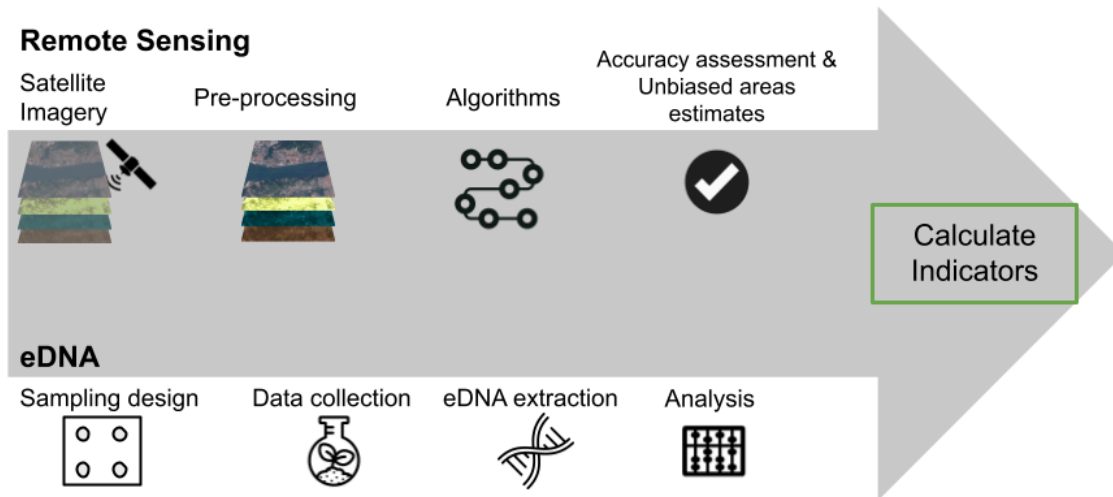 Remote Sensing
Satellite
Imagery
Pre-processing
Algorithms
Accuracy assessment &
Unbiased areas
estimates
Calculate
Indicators
eDNA
Sampling design
Data collection
eDNA extraction
Analysis